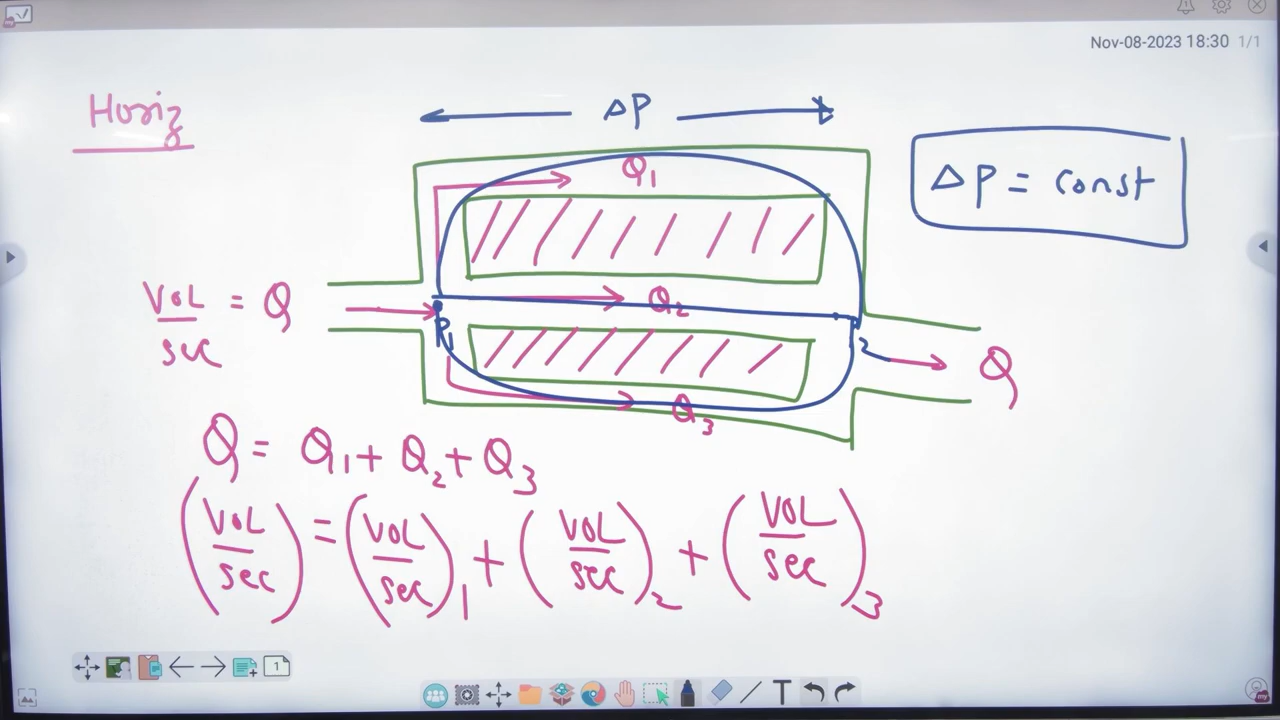 Nov-08-2023 18:30 1/1
Horiz
ΔP
ΔP = const
Q₁
VOL/sec = Q
Q₂
P₁
2
Q
Q₃
Q = Q₁ + Q₂ + Q₃
(VOL/sec) = (VOL/sec)₁ + (VOL/sec)₂ + (VOL/sec)₃
1
T